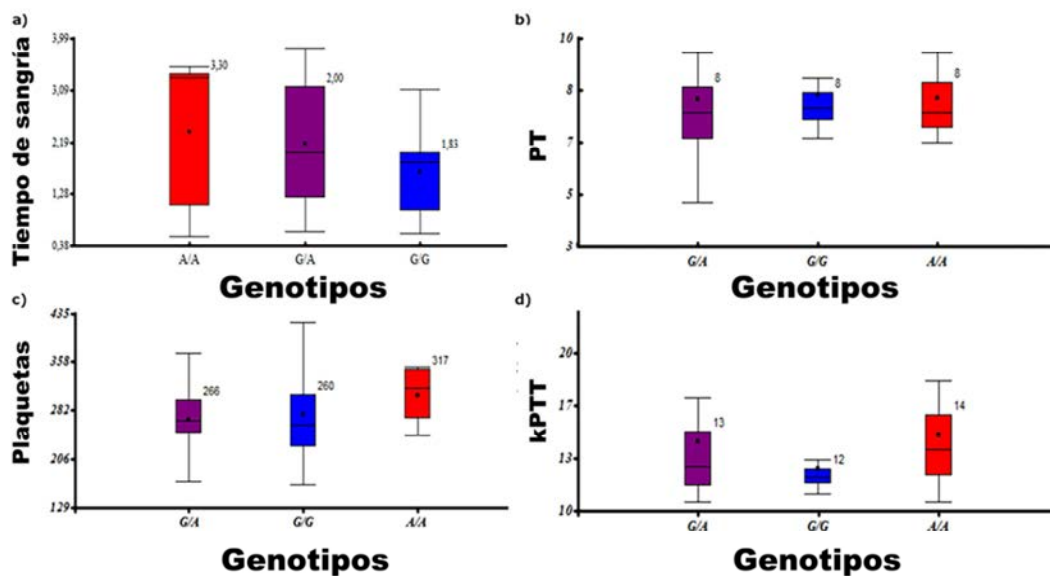 a)
Tiempo de sangría
3,99
3,09
2,19
1,28
0,38
3,30
2,00
1,83
A/A G/A G/G
Genotipos
b)
PT
10
8
7
5
3
8
8
8
G/A G/G A/A
Genotipos
c)
Plaquetas
435
358
282
206
129
266
260
317
G/A G/G A/A
Genotipos
d)
kPTT
20
17
13
10
13
12
14
G/A G/G A/A
Genotipos